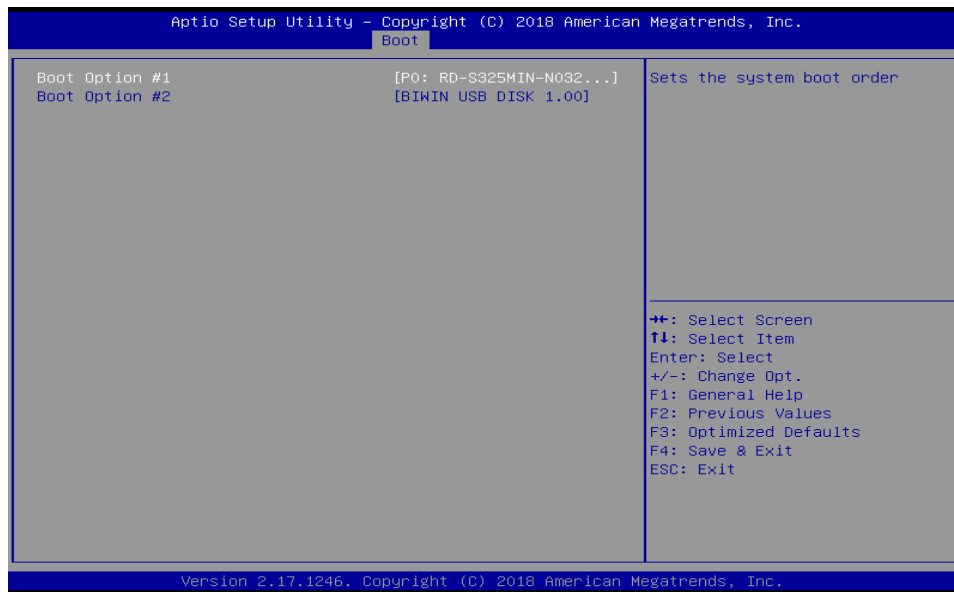 Aptio Setup Utility – Copyright (C) 2018 American Megatrends, Inc.
Boot
Boot Option #1 [P0: RD-S325MIN-N032...]
Boot Option #2 [BIWIN USB DISK 1.00]
Sets the system boot order
→←: Select Screen
↑↓: Select Item
Enter: Select
+/-: Change Opt.
F1: General Help
F2: Previous Values
F3: Optimized Defaults
F4: Save & Exit
ESC: Exit
Version 2.17.1246. Copyright (C) 2018 American Megatrends, Inc.